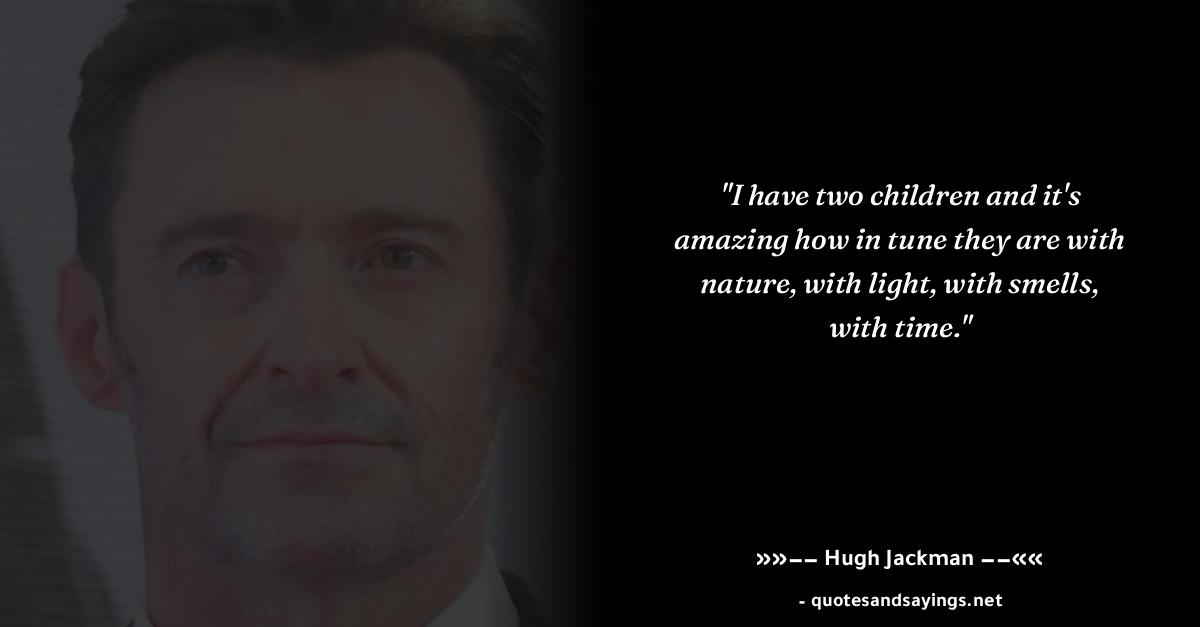 "I have two children and it's
amazing how in tune they are with
nature, with light, with smells,
with time."
»»–– Hugh Jackman ––««
- quotesandsayings.net